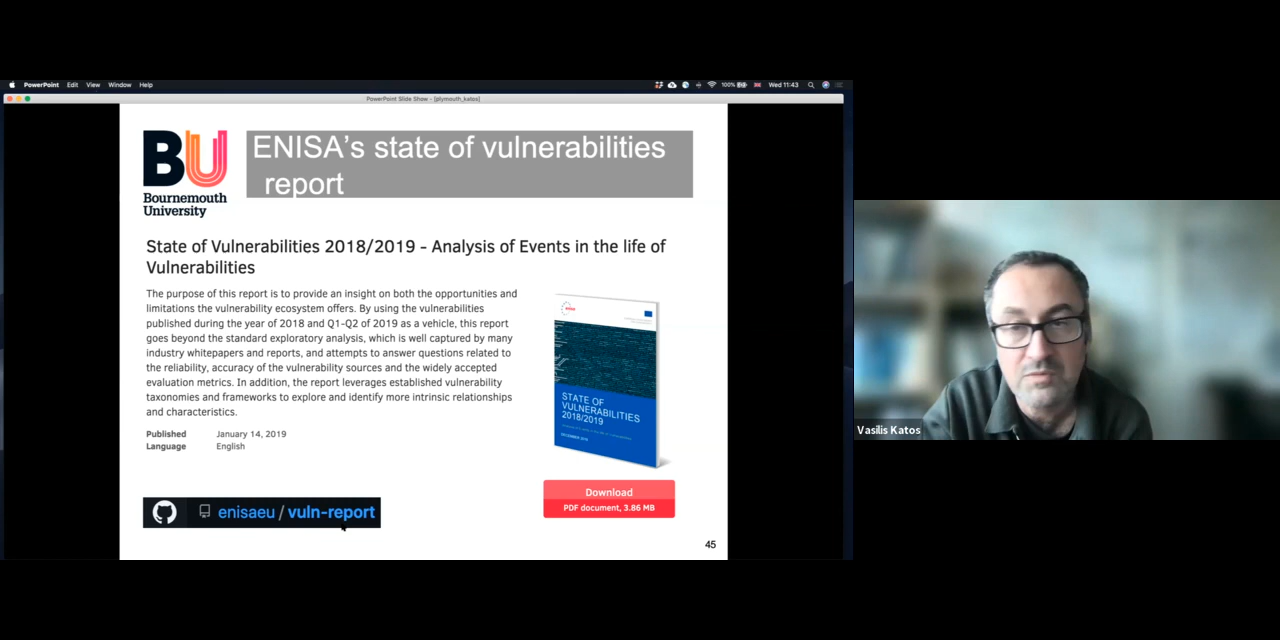 PowerPoint Edit View Window Help
100% Wed 11:43
PowerPoint Slide Show - [plymouth_katos]
BU
Bournemouth
University
ENISA's state of vulnerabilities
report
State of Vulnerabilities 2018/2019 - Analysis of Events in the life of
Vulnerabilities
The purpose of this report is to provide an insight on both the opportunities and
limitations the vulnerability ecosystem offers. By using the vulnerabilities
published during the year of 2018 and Q1-Q2 of 2019 as a vehicle, this report
goes beyond the standard exploratory analysis, which is well captured by many
industry whitepapers and reports, and attempts to answer questions related to
the reliability, accuracy of the vulnerability sources and the widely accepted
evaluation metrics. In addition, the report leverages established vulnerability
taxonomies and frameworks to explore and identify more intrinsic relationships
and characteristics.
Published January 14, 2019
Language English
STATE OF
VULNERABILITIES
2018/2019
Download
PDF document, 3.86 MB
enisaeu / vuln-report
45
Vasilis Katos